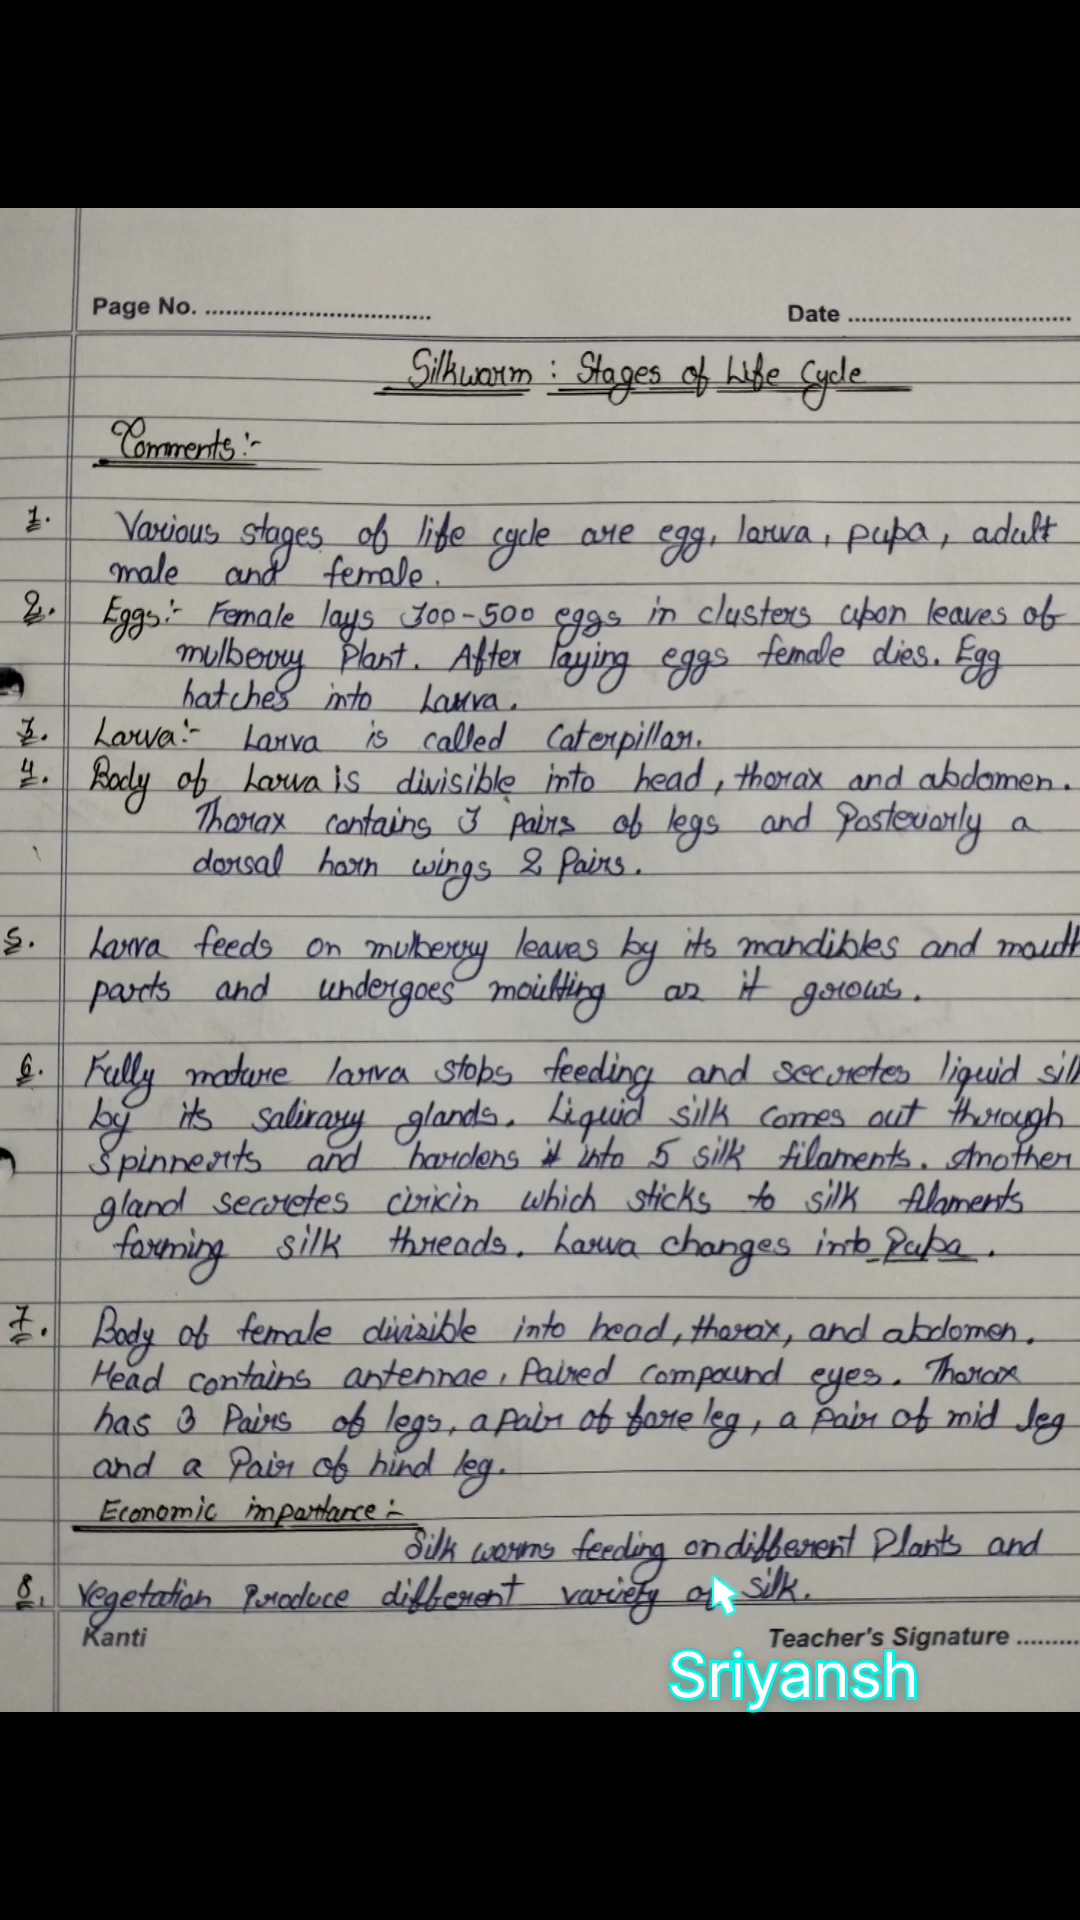 Page No. ................................
Date ................................
Silkwarm : Stages of Life Cycle
Comments :-
1. Various stages of life cycle are egg, larva, pupa, adult
male and female.
2. Eggs:- Female lays 300-500 eggs in clusters upon leaves of
mulberry Plant. After laying eggs female dies. Egg
hatches into Larva.
3. Larva:- Larva is called Caterpillar.
4. Body of Larva is divisible into head, thorax and abdomen.
Thorax contains 3 pairs of legs and Posteriorly a
dorsal horn wings 2 Pairs.
5. Larva feeds on mulberry leaves by its mandibles and mouth
parts and undergoes moulting as it grows.
6. Fully mature larva stops feeding and secretes liquid sil
by its salivary glands. Liquid silk comes out through
spinnerts and hardens into 5 silk filaments. Another
gland secretes ciricin which sticks to silk filaments
forming silk threads. Larva changes into Pupa.
7. Body of female divisible into head, thorax, and abdomen.
Head contains antennae, Paired compound eyes. Thorax
has 3 Pairs of legs, a pair of fore leg, a pair of mid leg
and a Pair of hind leg.
Economic importance :-
Silk worms feeding on different Plants and
8. Vegetation Produce different variety of silk.
Kanti
Teacher's Signature .........
Sriyansh